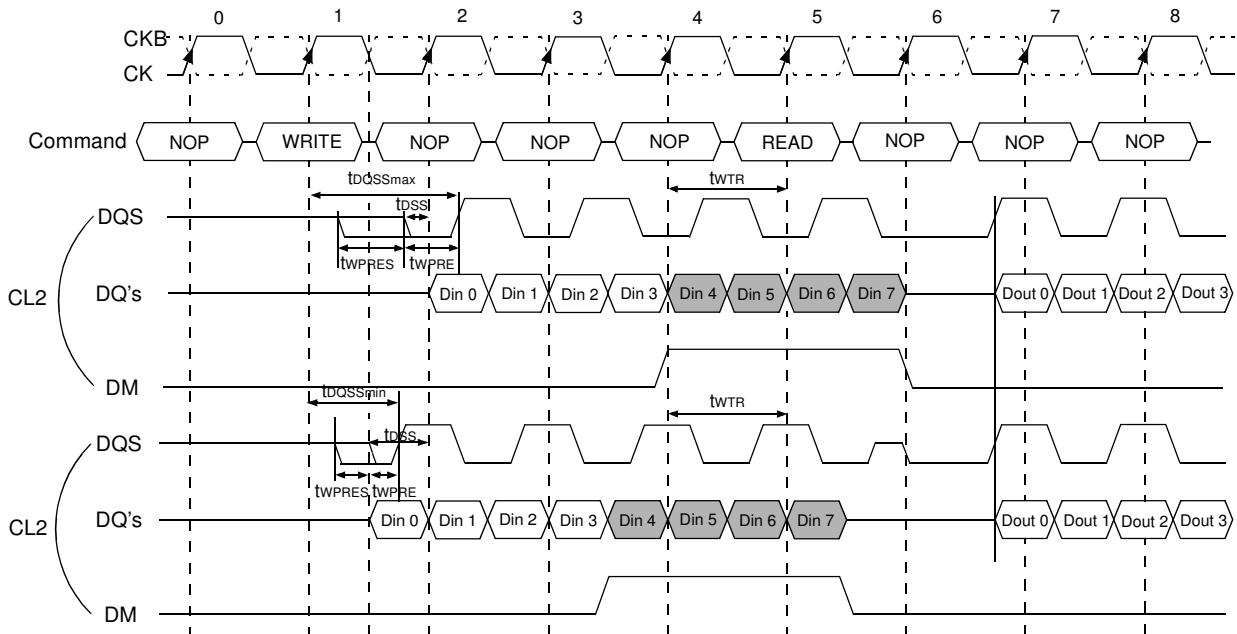 0 1 2 3 4 5 6 7 8
CKB
CK
Command NOP WRITE NOP NOP NOP READ NOP NOP NOP
tDQSSmax
tWTR
tDSS
DQS
tWPRES tWPRE
CL2 DQ's Din 0 Din 1 Din 2 Din 3 Din 4 Din 5 Din 6 Din 7 Dout 0 Dout 1 Dout 2 Dout 3
DM
tDQSSmin
tWTR
DQS tDSS
tWPRES tWPRE
CL2 DQ's Din 0 Din 1 Din 2 Din 3 Din 4 Din 5 Din 6 Din 7 Dout 0 Dout 1 Dout 2 Dout 3
DM